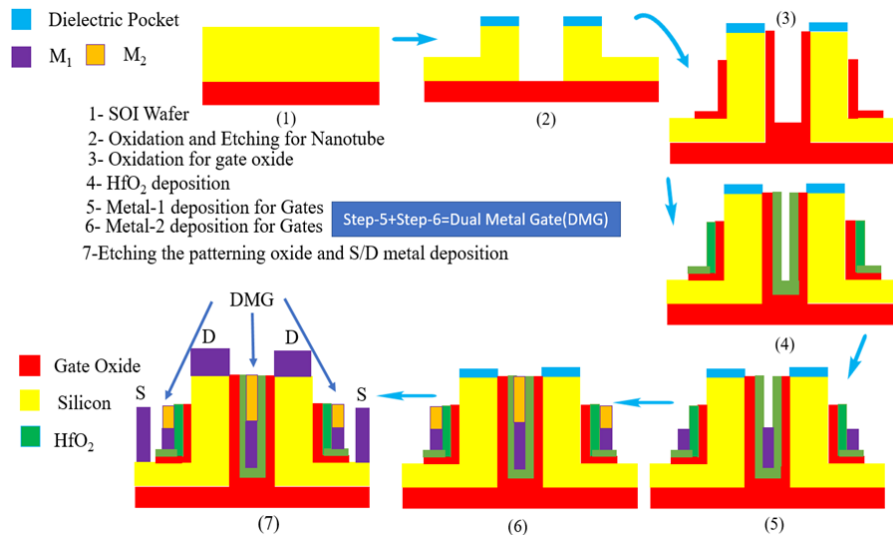 Dielectric Pocket
M₁ M₂
(1)
(2)
(3)
1- SOI Wafer
2- Oxidation and Etching for Nanotube
3- Oxidation for gate oxide
4- HfO₂ deposition
5- Metal-1 deposition for Gates
6- Metal-2 deposition for Gates
Step-5+Step-6=Dual Metal Gate(DMG)
7-Etching the patterning oxide and S/D metal deposition
(4)
DMG
D D
S S
Gate Oxide
Silicon
HfO₂
(7)
(6)
(5)